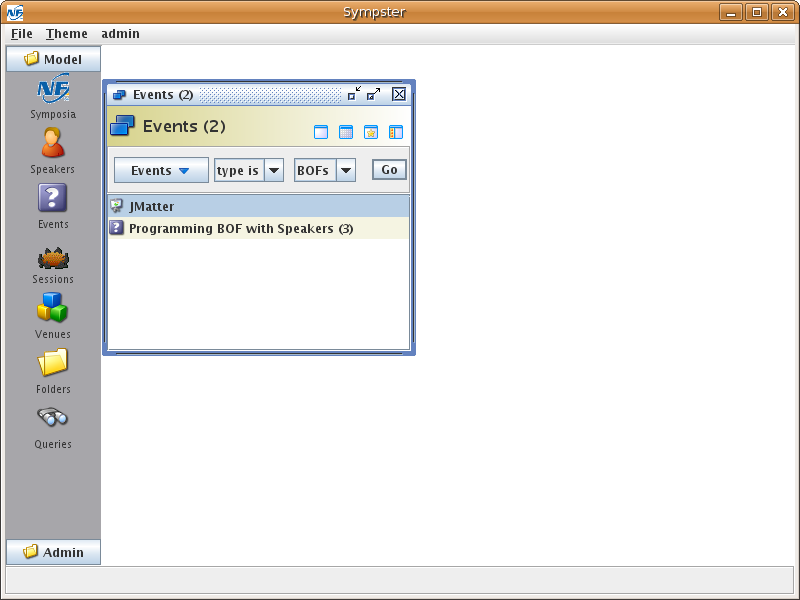 Sympster
File Theme admin
Model
NF
Symposia
Speakers
?
Events
Sessions
Venues
Folders
Queries
Admin
Events (2)
Events (2)
Events type is BOFs Go
JMatter
? Programming BOF with Speakers (3)